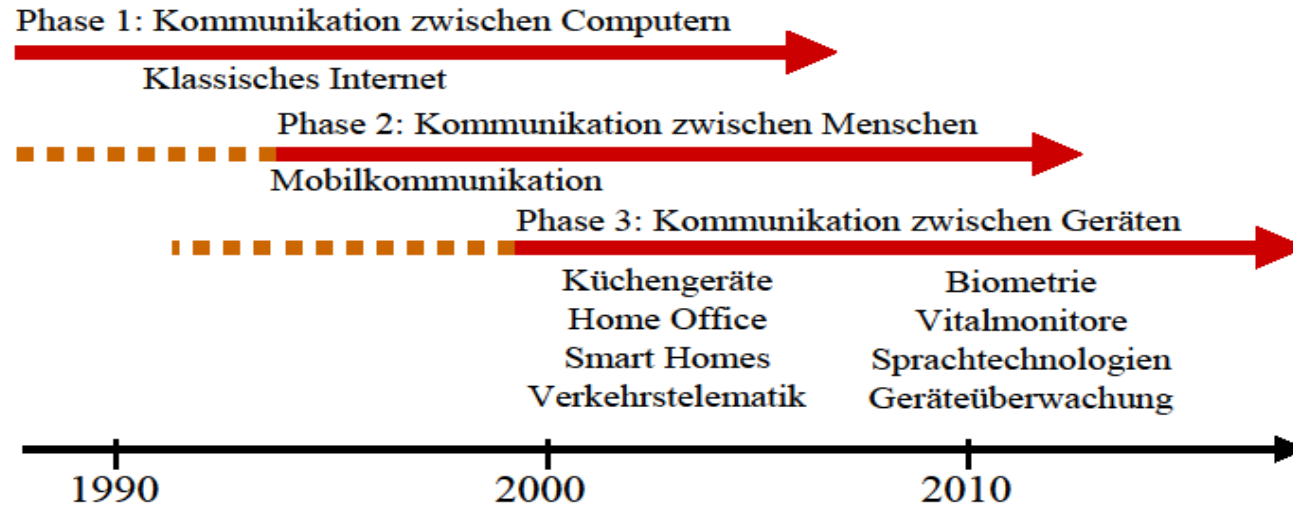 Phase 1: Kommunikation zwischen Computern
Klassisches Internet
Phase 2: Kommunikation zwischen Menschen
Mobilkommunikation
Phase 3: Kommunikation zwischen Geräten
Küchengeräte Biometrie
Home Office Vitalmonitore
Smart Homes Sprachtechnologien
Verkehrstelematik Geräteüberwachung
1990 2000 2010